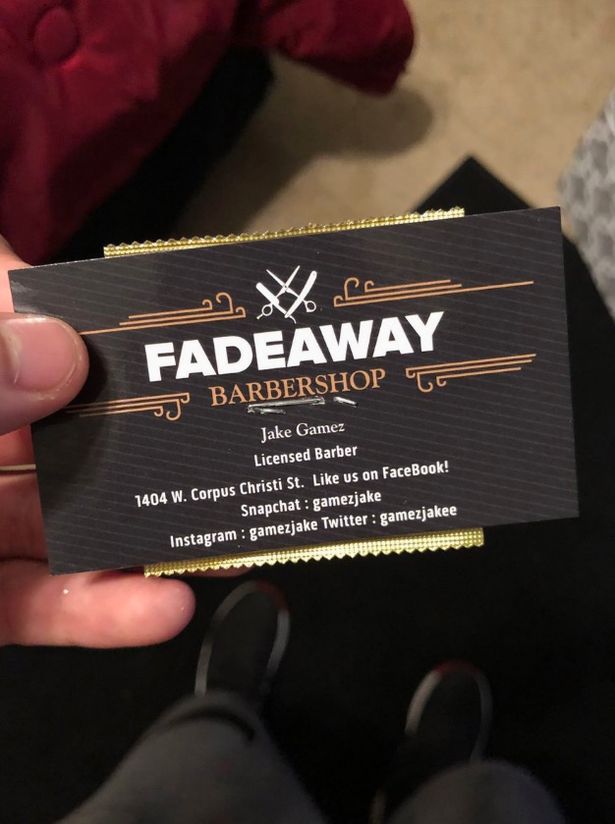 FADEAWAY
BARBERSHOP
Jake Gamez
Licensed Barber
1404 W. Corpus Christi St. Like us on FaceBook!
Snapchat : gamezjake
Instagram : gamezjake Twitter : gamezjakee